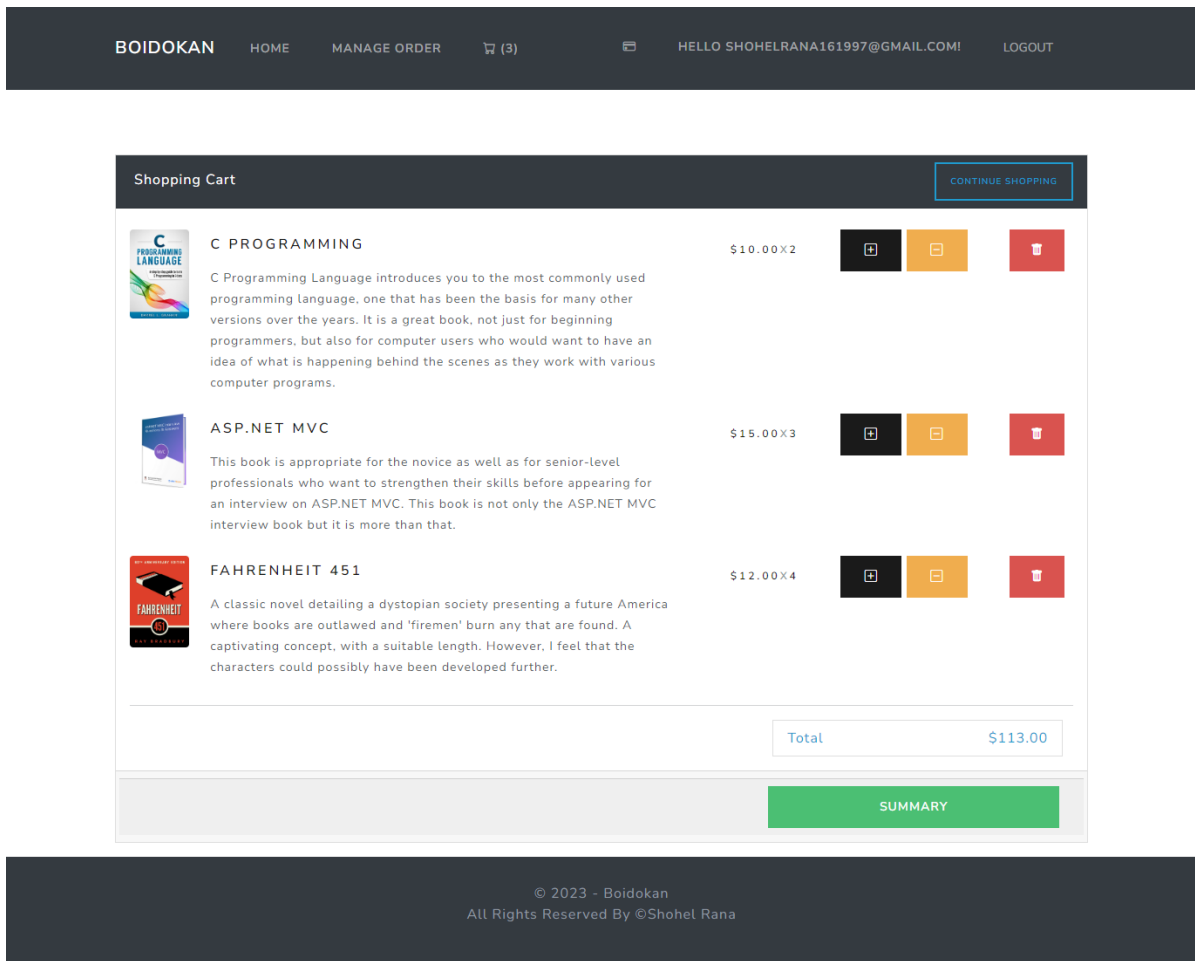 BOIDOKAN HOME MANAGE ORDER (3) HELLO SHOHELRANA161997@GMAIL.COM! LOGOUT
Shopping Cart CONTINUE SHOPPING
C PROGRAMMING $10.00X2
C
PROGRAMMING
LANGUAGE
C Programming Language introduces you to the most commonly used
programming language, one that has been the basis for many other
versions over the years. It is a great book, not just for beginning
programmers, but also for computer users who would want to have an
idea of what is happening behind the scenes as they work with various
computer programs.
ASP.NET MVC $15.00X3
This book is appropriate for the novice as well as for senior-level
professionals who want to strengthen their skills before appearing for
an interview on ASP.NET MVC. This book is not only the ASP.NET MVC
interview book but it is more than that.
FAHRENHEIT 451 $12.00X4
FAHRENHEIT
451
RAY BRADBURY
A classic novel detailing a dystopian society presenting a future America
where books are outlawed and 'firemen' burn any that are found. A
captivating concept, with a suitable length. However, I feel that the
characters could possibly have been developed further.
Total $113.00
SUMMARY
© 2023 - Boidokan
All Rights Reserved By ©Shohel Rana